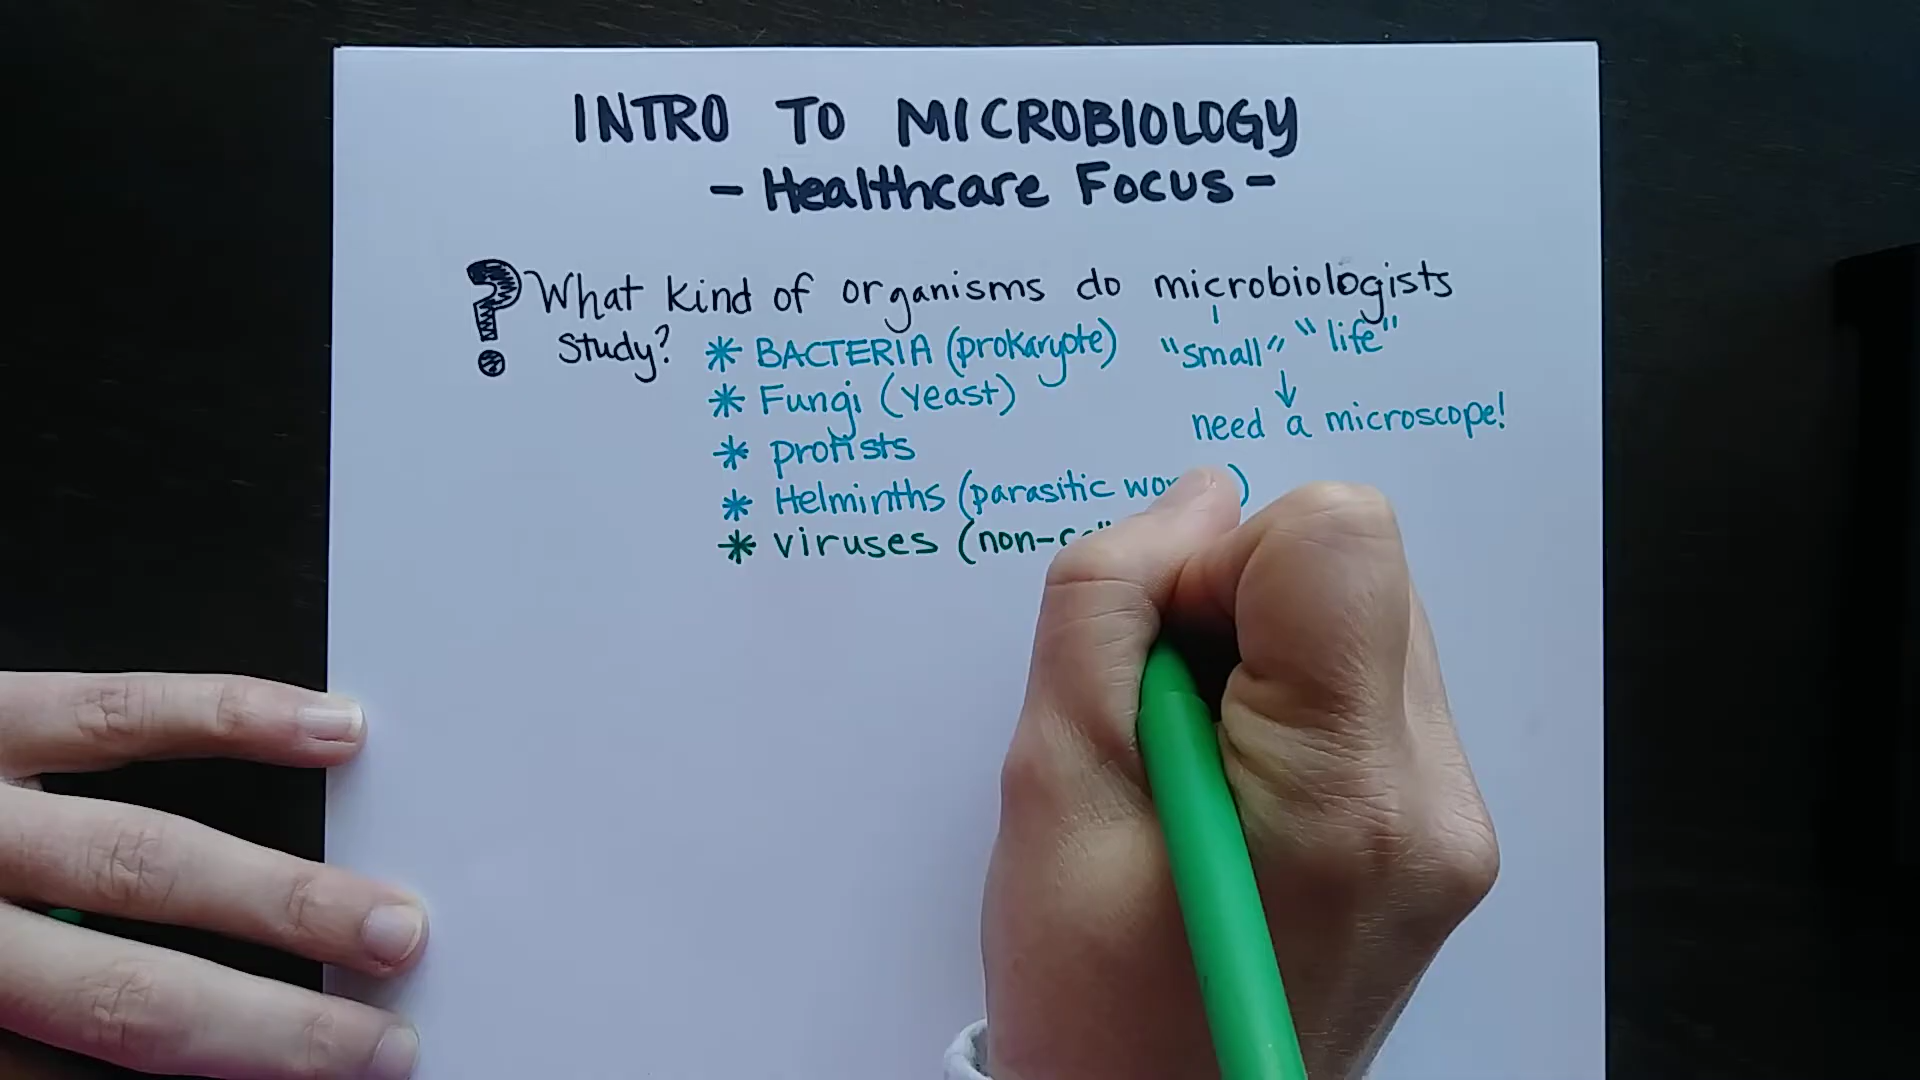 INTRO TO MICROBIOLOGY
- Healthcare Focus -
? What kind of organisms do microbiologists
study?
* BACTERIA (prokaryote)
"small" "life"
* Fungi (yeast)
need a microscope!
* protists
* Helminths (parasitic
* viruses (non-